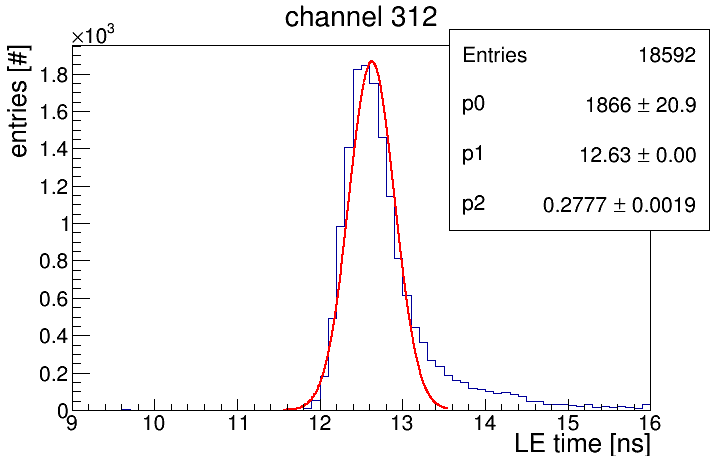 channel 312
×10³
entries [#]
Entries 18592
p0 1866 ± 20.9
p1 12.63 ± 0.00
p2 0.2777 ± 0.0019
1.8
1.6
1.4
1.2
1
0.8
0.6
0.4
0.2
0
9 10 11 12 13 14 15 16
LE time [ns]